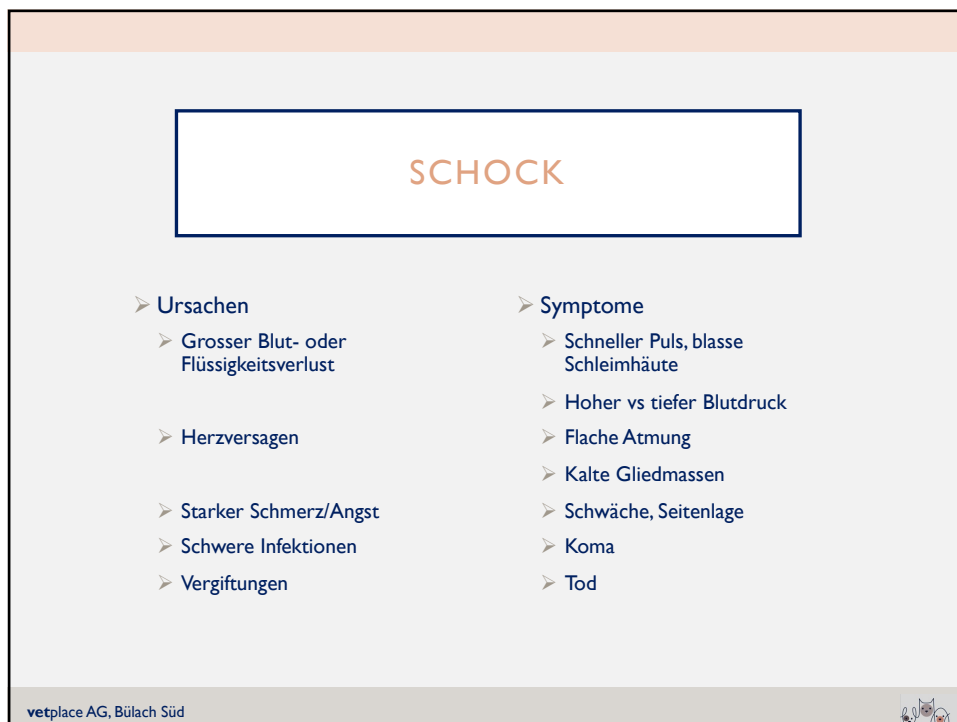 SCHOCK
Ursachen
Grosser Blut- oder
Flüssigkeitsverlust
Herzversagen
Starker Schmerz/Angst
Schwere Infektionen
Vergiftungen
Symptome
Schneller Puls, blasse
Schleimhäute
Hoher vs tiefer Blutdruck
Flache Atmung
Kalte Gliedmassen
Schwäche, Seitenlage
Koma
Tod
vetplace AG, Bülach Süd